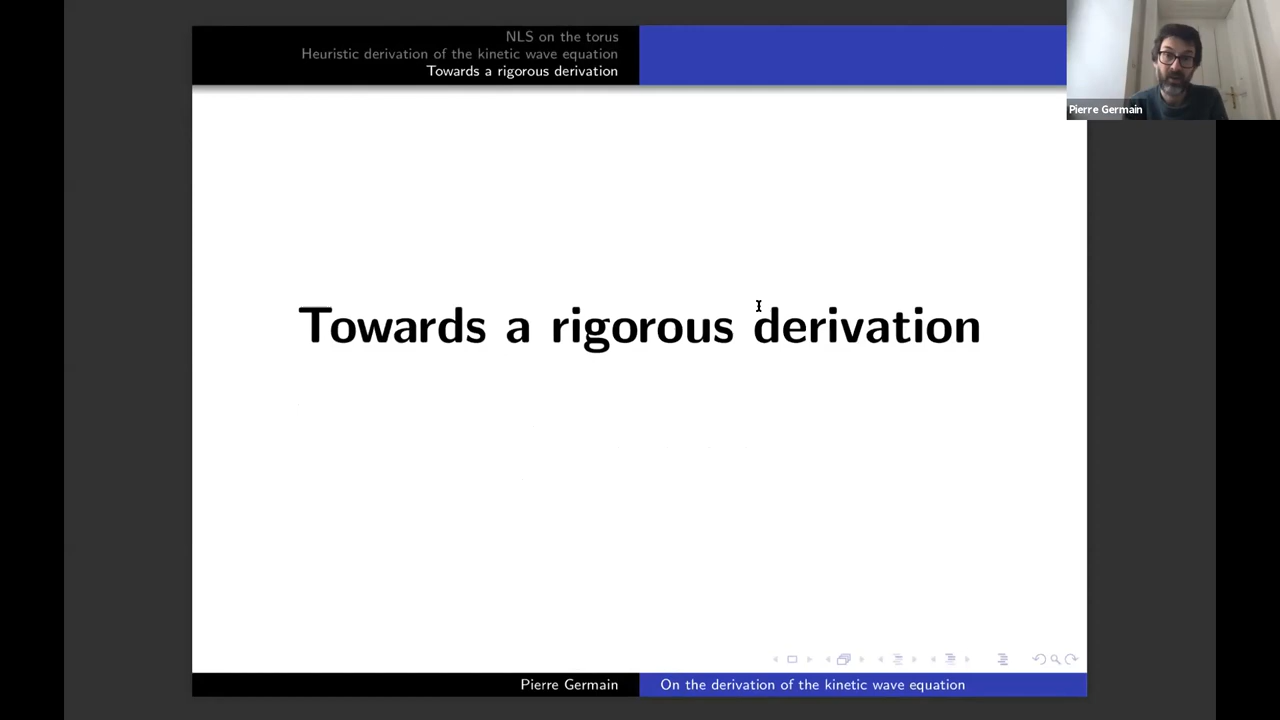 NLS on the torus
Heuristic derivation of the kinetic wave equation
Towards a rigorous derivation
Pierre Germain
Towards a rigorous derivation
Pierre Germain
On the derivation of the kinetic wave equation